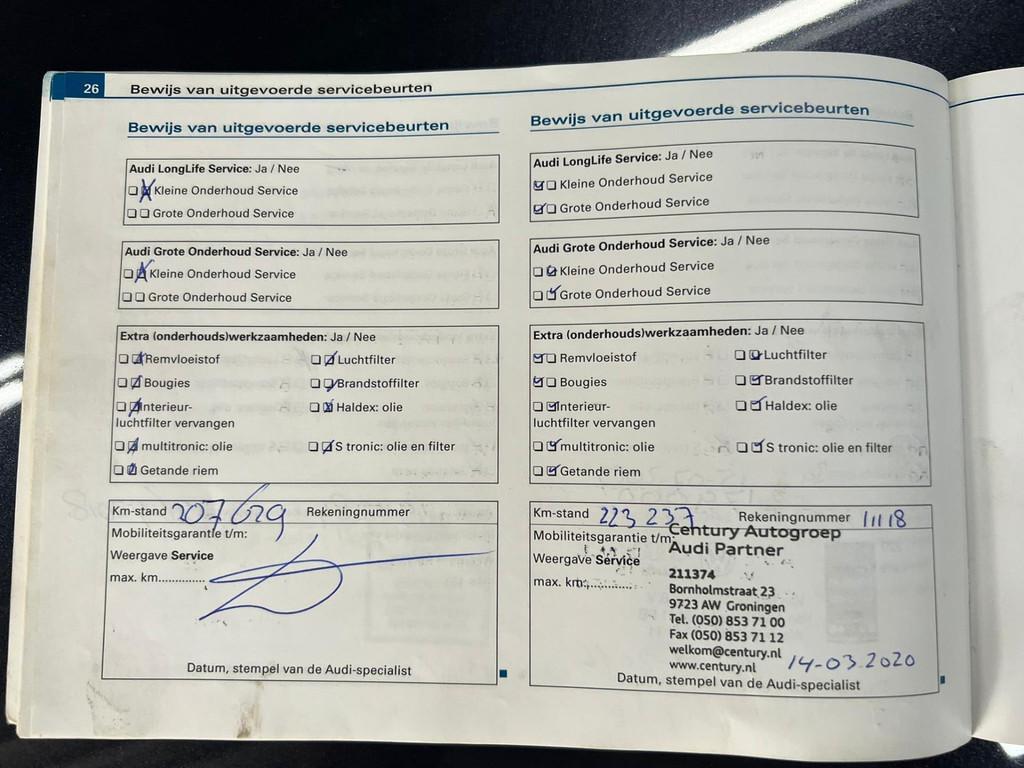 26 Bewijs van uitgevoerde servicebeurten
Bewijs van uitgevoerde servicebeurten
Audi LongLife Service: Ja / Nee
Kleine Onderhoud Service
Grote Onderhoud Service
Audi Grote Onderhoud Service: Ja / Nee
Kleine Onderhoud Service
Grote Onderhoud Service
Extra (onderhouds)werkzaamheden: Ja / Nee
Remvloeistof Luchtfilter
Bougies Brandstoffilter
Interieur- Haldex: olie
luchtfilter vervangen
multitronic: olie S tronic: olie en filter
Getande riem
Km-stand 207629 Rekeningnummer
Mobiliteitsgarantie t/m:
Weergave Service
max. km..............
Datum, stempel van de Audi-specialist
Bewijs van uitgevoerde servicebeurten
Audi LongLife Service: Ja / Nee
Kleine Onderhoud Service
Grote Onderhoud Service
Audi Grote Onderhoud Service: Ja / Nee
Kleine Onderhoud Service
Grote Onderhoud Service
Extra (onderhouds)werkzaamheden: Ja / Nee
Remvloeistof Luchtfilter
Bougies Brandstoffilter
Interieur- Haldex: olie
luchtfilter vervangen
multitronic: olie S tronic: olie en filter
Getande riem
Km-stand 223 237 Rekeningnummer 11118
Mobiliteitsgarantie t/m:
Weergave Service
max. km:..............
Century Autogroep
Audi Partner
211374
Bornholmstraat 23
9723 AW Groningen
Tel. (050) 853 71 00
Fax (050) 853 71 12
welkom@century.nl
www.century.nl 14-03.2020
Datum, stempel van de Audi-specialist